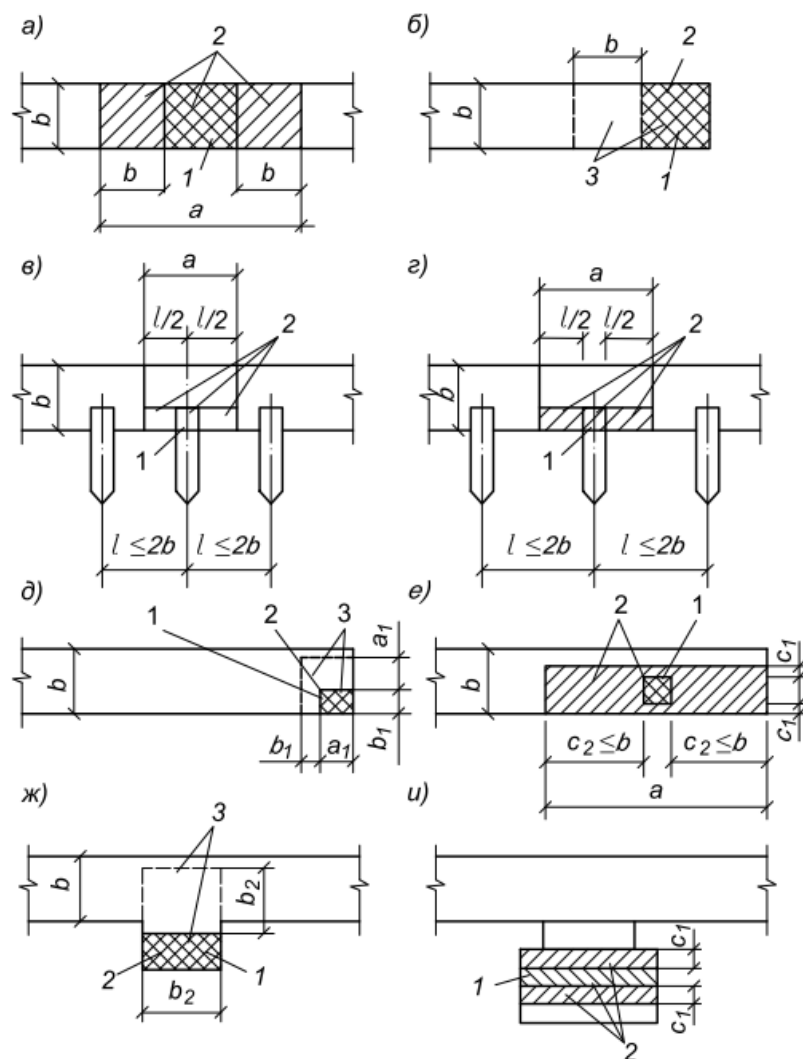 а)
2
b
1
b
b
a
б)
b
2
b
3
1
в)
a
l/2 l/2
2
b
1
l ≤2b
l ≤2b
г)
a
l/2
l/2
2
b
1
l ≤2b
l ≤2b
д)
1
2
3
a₁
b
b₁
a₁
b₁
е)
2
1
c₁
b
c₁
c₂≤b
c₂≤b
a
ж)
3
b
b₂
2
1
b₂
и)
c₁
1
c₁
2